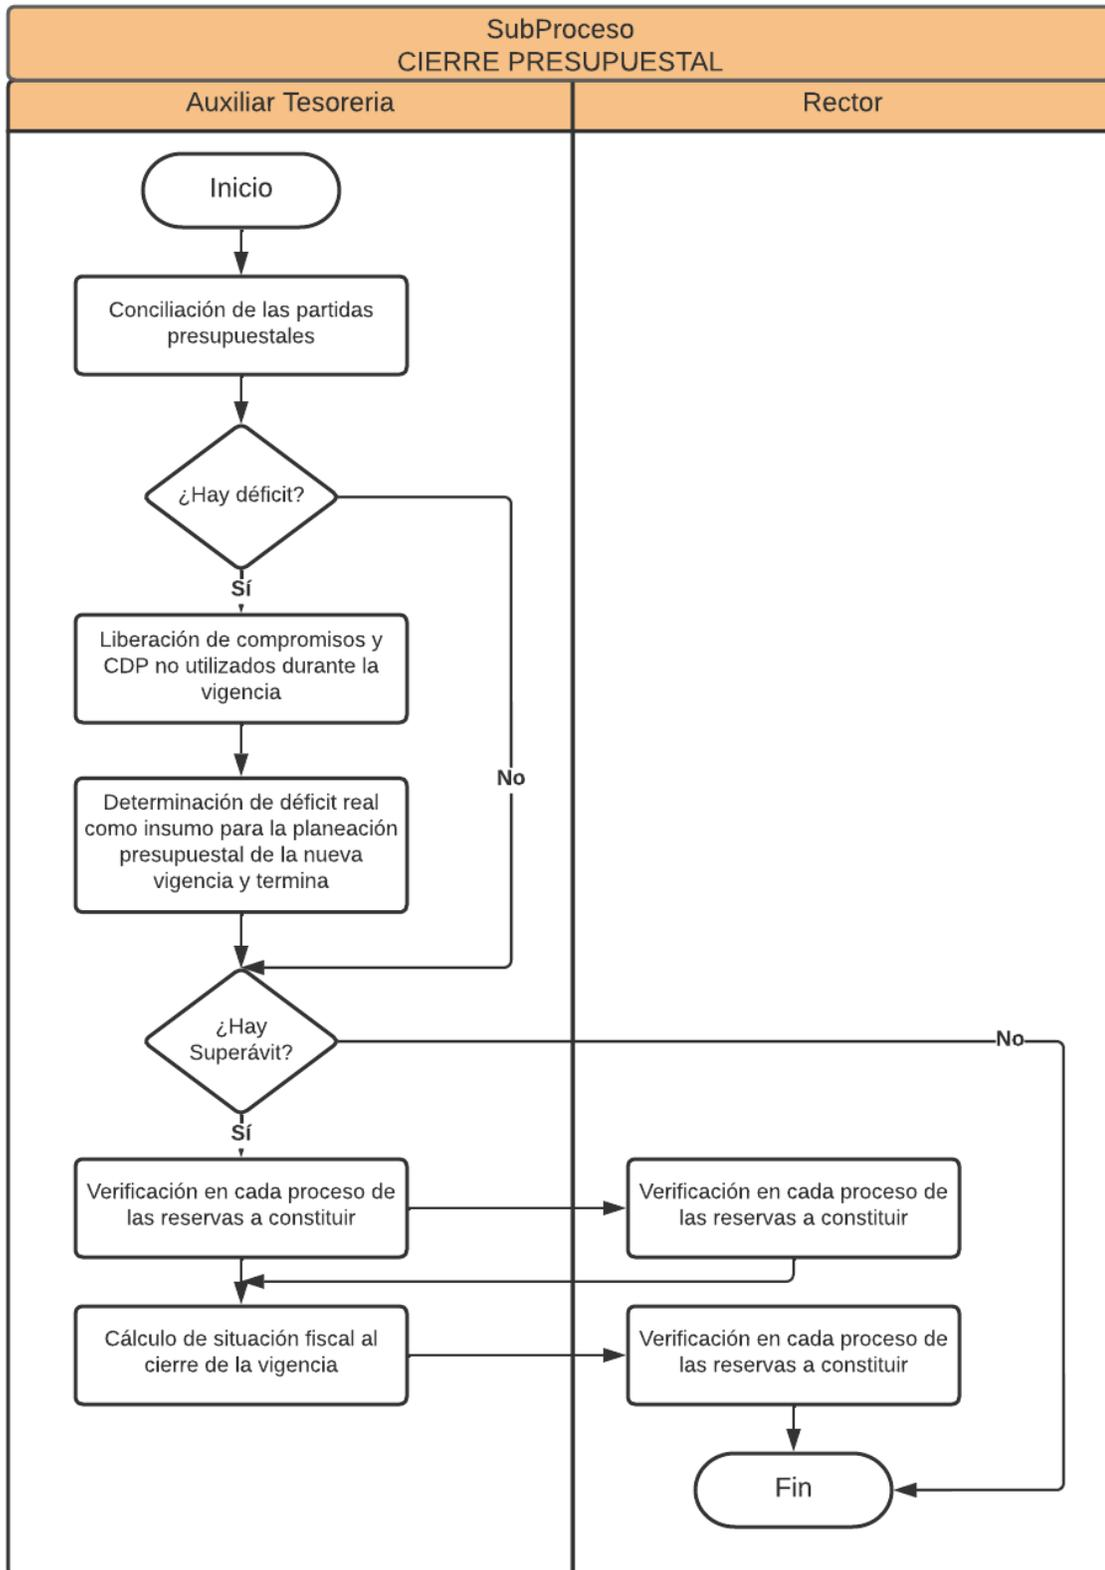 SubProceso
CIERRE PRESUPUESTAL
Auxiliar Tesoreria
Rector
Inicio
Conciliación de las partidas
presupuestales
¿Hay déficit?
Sí
Liberación de compromisos y
CDP no utilizados durante la
vigencia
No
Determinación de déficit real
como insumo para la planeación
presupuestal de la nueva
vigencia y termina
¿Hay
Superávit?
No
Sí
Verificación en cada proceso de
las reservas a constituir
Verificación en cada proceso de
las reservas a constituir
Cálculo de situación fiscal al
cierre de la vigencia
Verificación en cada proceso de
las reservas a constituir
Fin